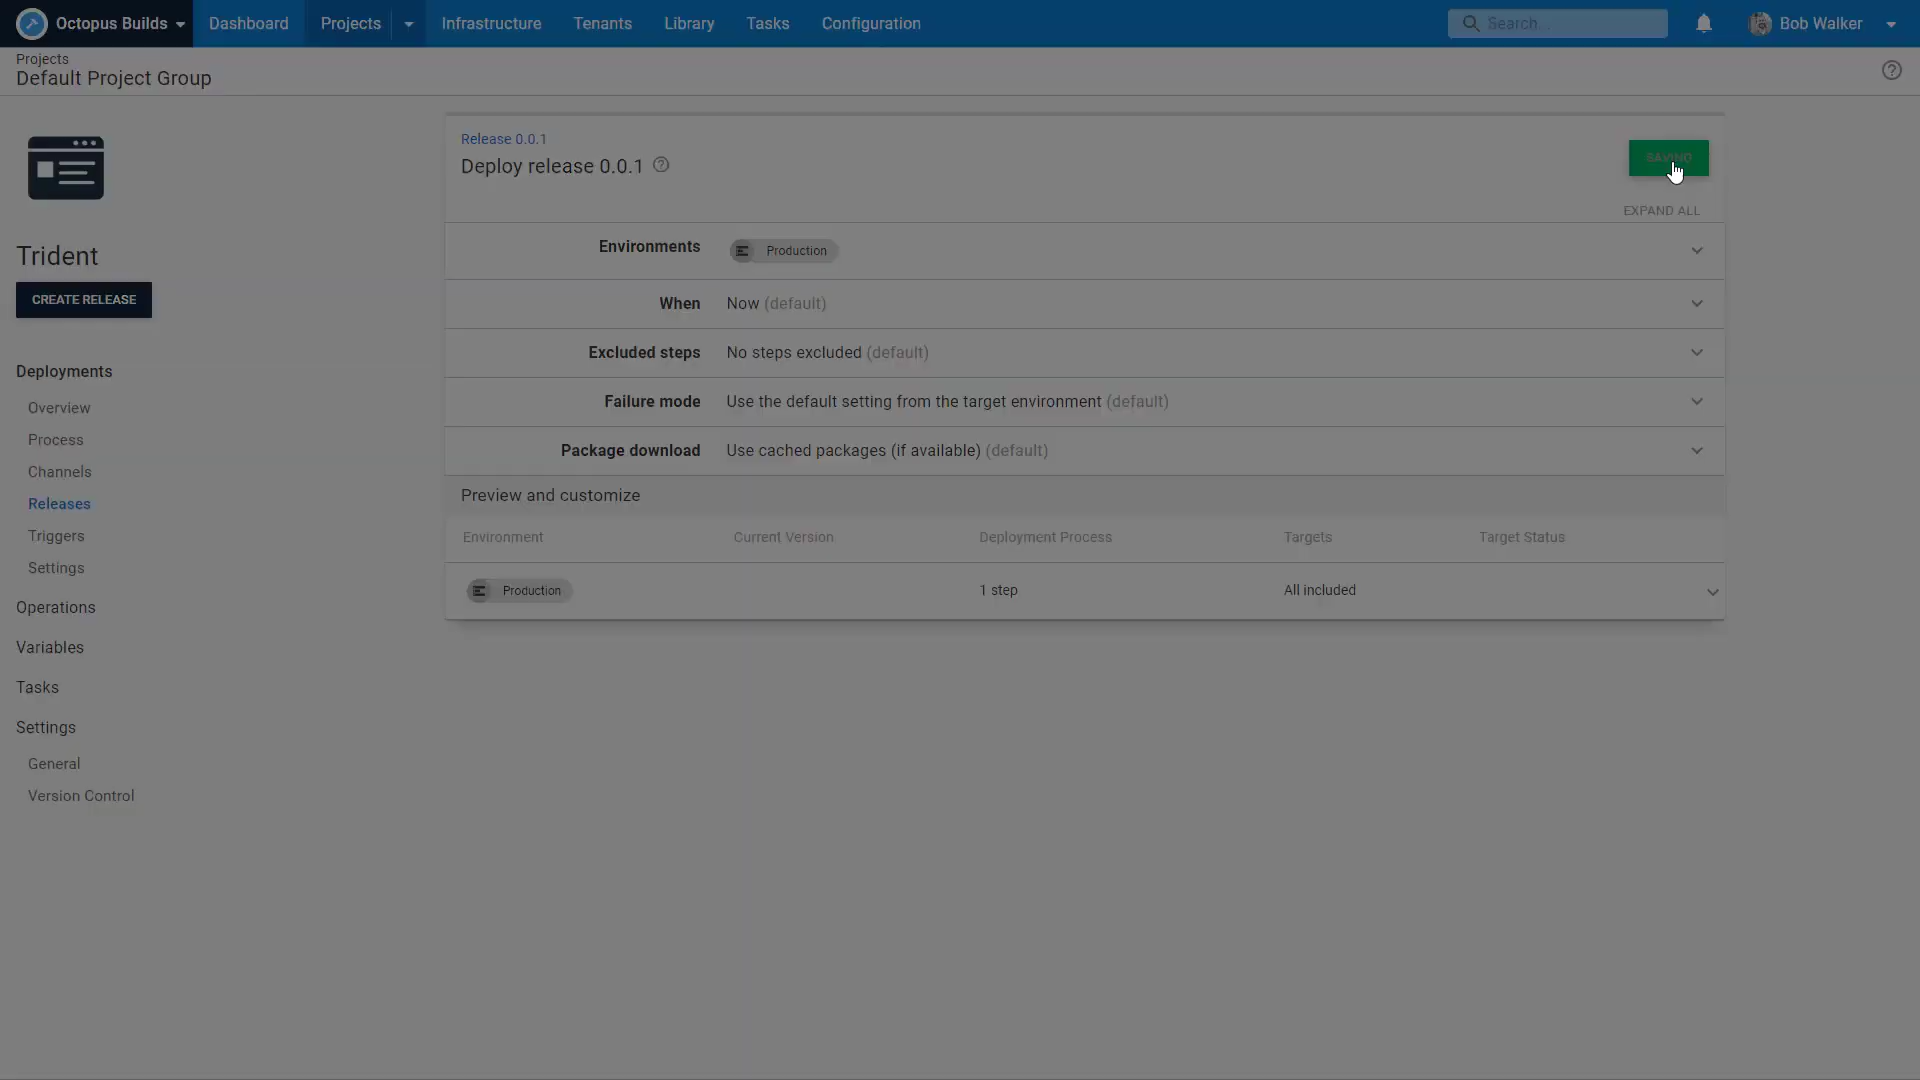 Octopus Builds
Dashboard
Projects
Infrastructure
Tenants
Library
Tasks
Configuration
Search...
Bob Walker
Projects
Default Project Group
Trident
CREATE RELEASE
Deployments
Overview
Process
Channels
Releases
Triggers
Settings
Operations
Variables
Tasks
Settings
General
Version Control
Release 0.0.1
Deploy release 0.0.1
SAVING
EXPAND ALL
Environments Production
When Now (default)
Excluded steps No steps excluded (default)
Failure mode Use the default setting from the target environment (default)
Package download Use cached packages (if available) (default)
Preview and customize
Environment Current Version Deployment Process Targets Target Status
Production 1 step All included